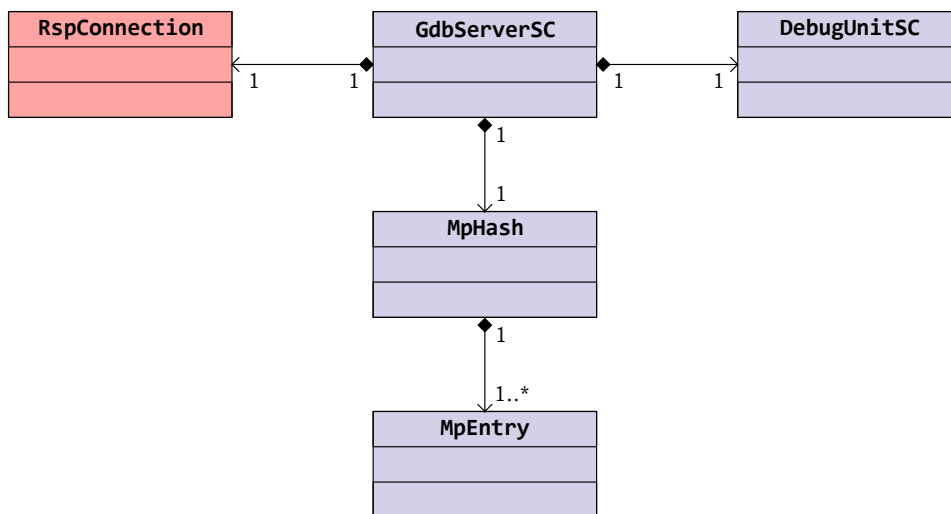 RspConnection
GdbServerSC
DebugUnitSC
1
1
1
1
1
1
MpHash
1
1..*
MpEntry